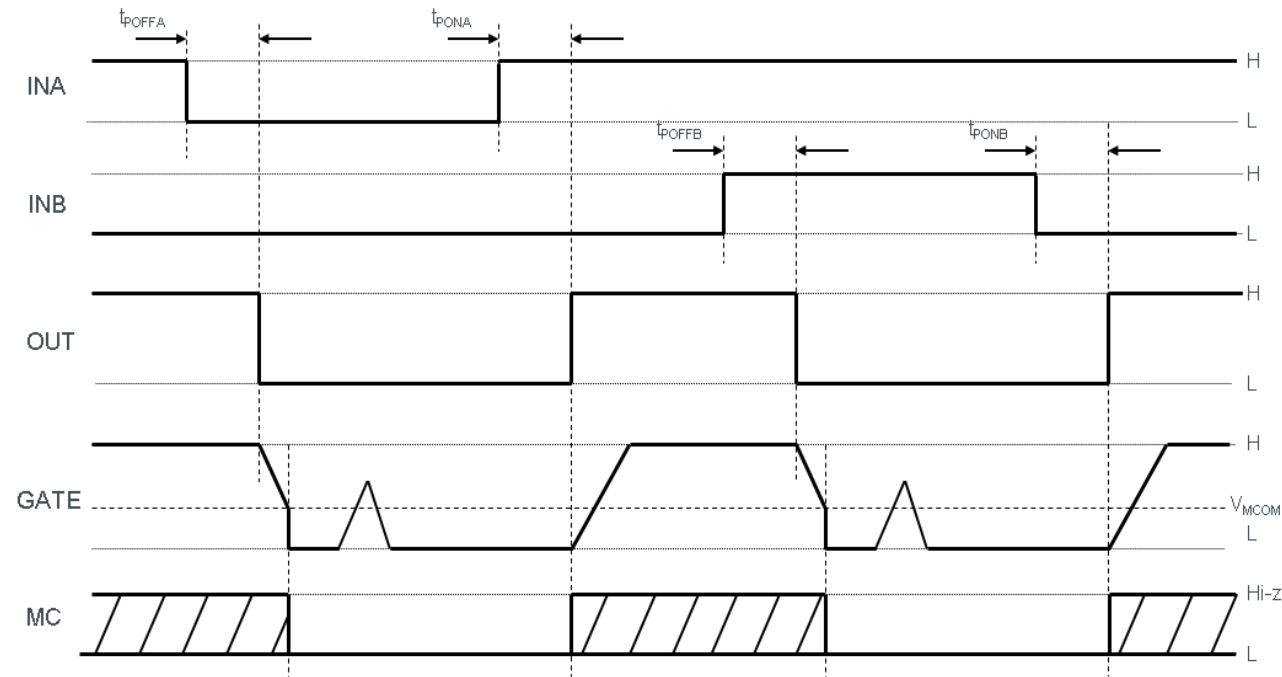 tPOFFA
tPONA
INA
H
L
tPOFFB
tPONB
INB
H
L
OUT
H
L
GATE
H
VMCOM
L
MC
Hi-z
L